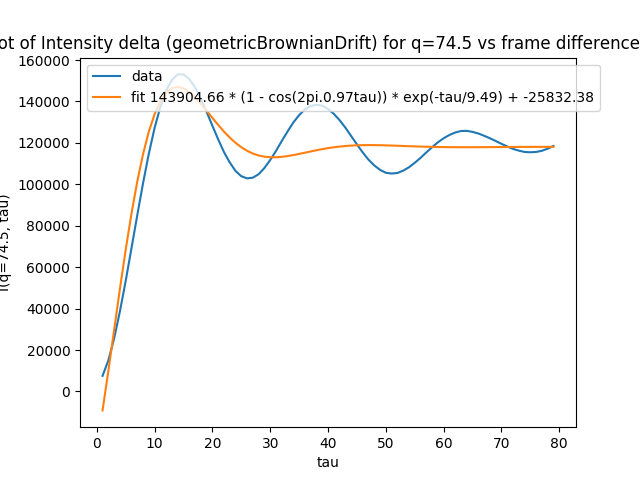 ot of Intensity delta (geometricBrownianDrift) for q=74.5 vs frame difference
160000
140000
120000
100000
80000
60000
40000
20000
0
I(q=74.5, tau)
data
fit 143904.66 * (1 - cos(2pi.0.97tau)) * exp(-tau/9.49) + -25832.38
0 10 20 30 40 50 60 70 80
tau